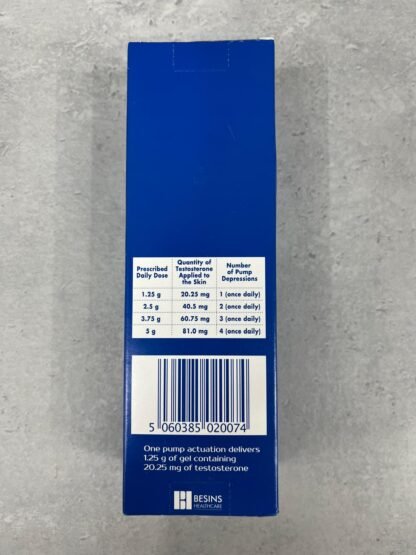 Prescribed Daily Dose	Quantity of Testosterone Applied to the Skin	Number of Pump Depressions
1.25 g	20.25 mg	1 (once daily)
2.5 g	40.5 mg	2 (once daily)
3.75 g	60.75 mg	3 (once daily)
5 g	81.0 mg	4 (once daily)
5 060385 020074
One pump actuation delivers
1.25 g of gel containing
20.25 mg of testosterone
BESINS
HEALTHCARE